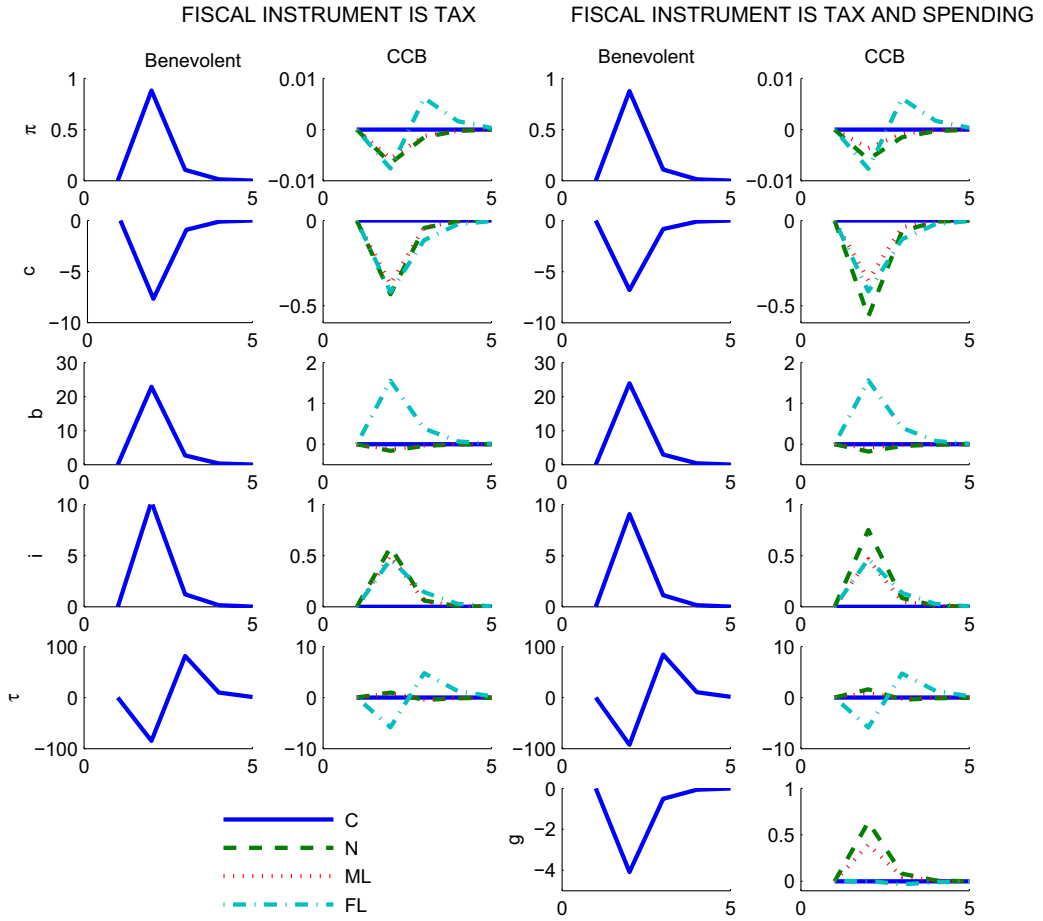 FISCAL INSTRUMENT IS TAX FISCAL INSTRUMENT IS TAX AND SPENDING
Benevolent CCB Benevolent CCB
1 0.01 1 0.01
π 0.5 0 0.5 0
0 −0.01 0 −0.01
0 5 0 5 0 5 0 5
0 0 0 0
c −5 −0.5 −5 −0.5
−10 −10
0 5 0 5 0 5 0 5
30 2 30 2
b 20 1 20 1
10 0 10 0
0 0
0 5 0 5 0 5 0 5
10 1 10 1
i 5 0.5 5 0.5
0 0 0 0
0 5 0 5 0 5 0 5
100 10 100 10
τ 0 0 0 0
−100 −10 −100 −10
0 5 0 5 0 5 0 5
0 1
g −2 0.5
−4 0
0 5 0 5
C
N
ML
FL